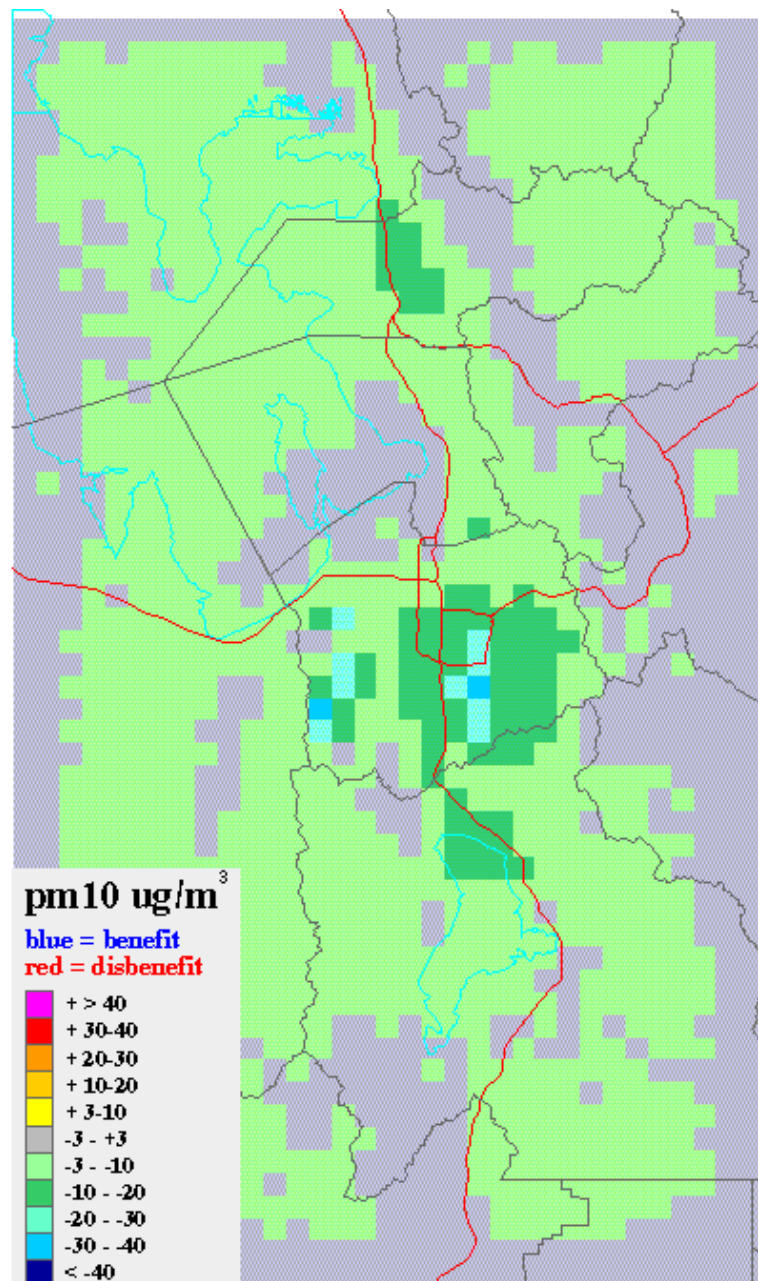 pm10 ug/m³
blue = benefit
red = disbenefit
+ > 40
+ 30-40
+ 20-30
+ 10-20
+ 3-10
-3 - +3
-3 - -10
-10 - -20
-20 - -30
-30 - -40
< -40